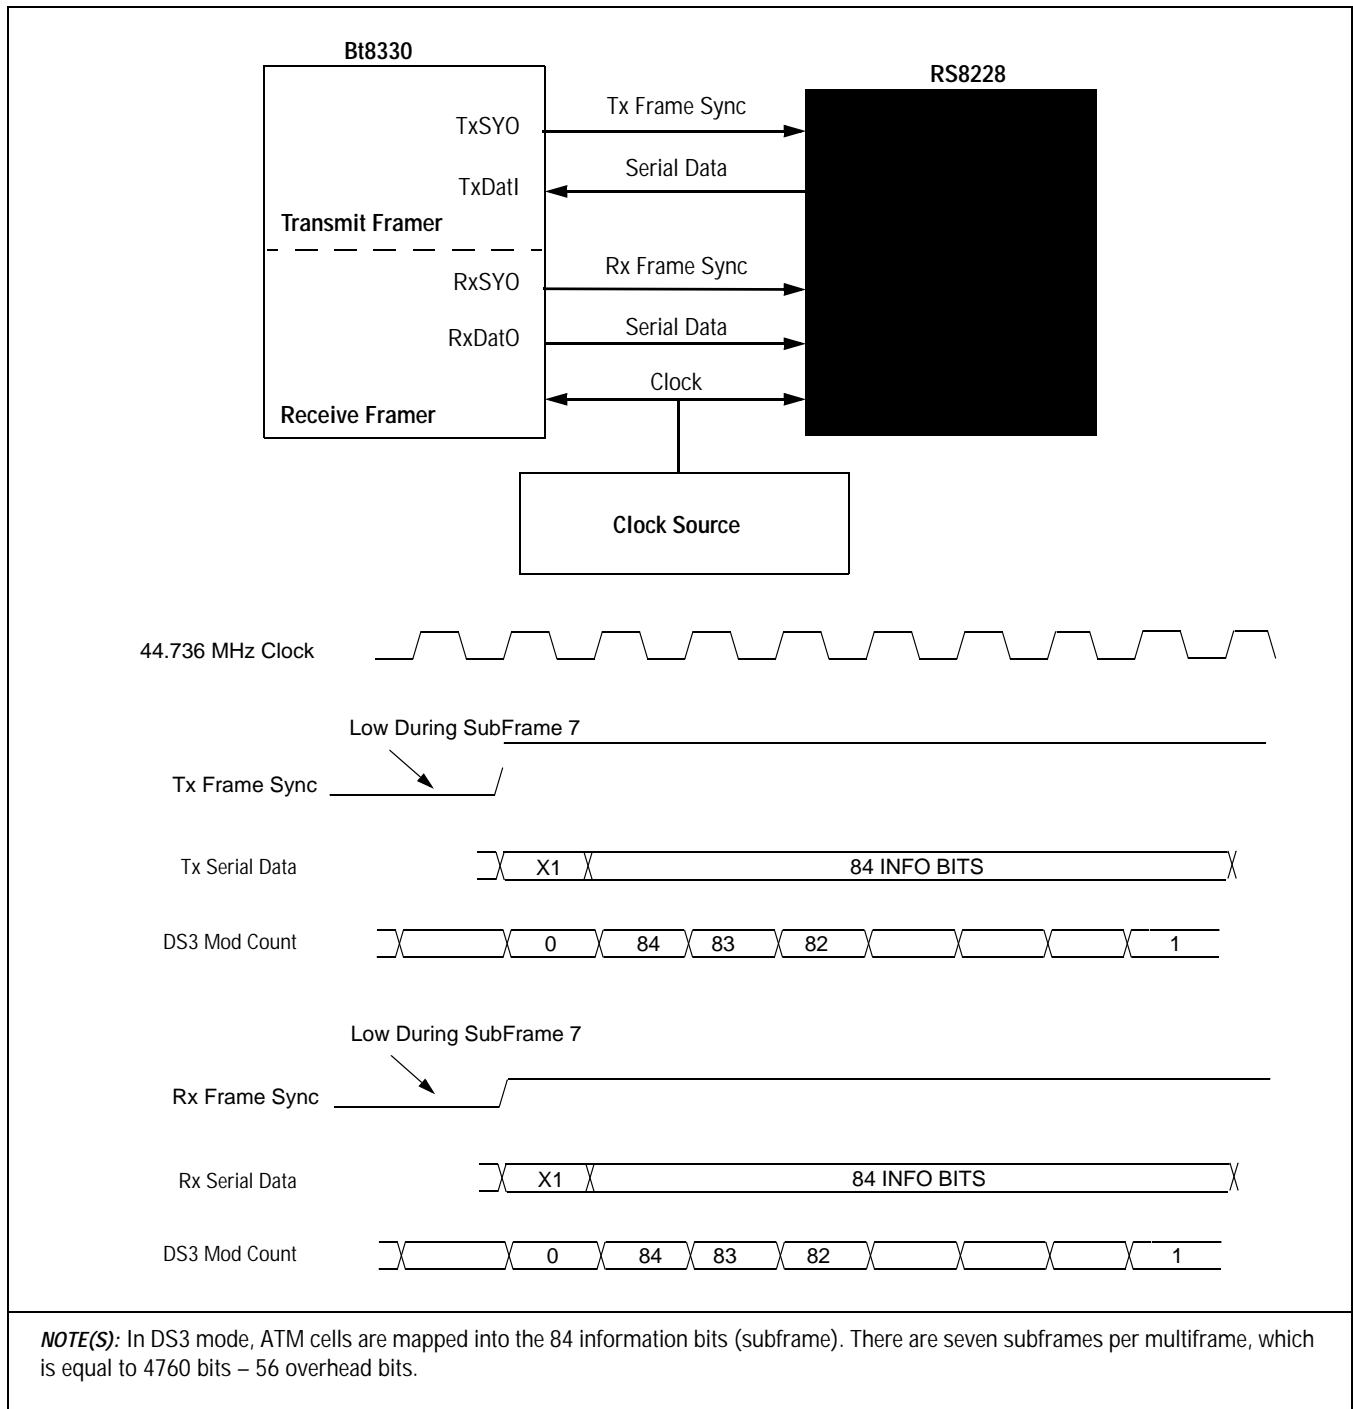 Bt8330
RS8228
TxSYO
Tx Frame Sync
TxDatI
Serial Data
Transmit Framer
RxSYO
Rx Frame Sync
RxDatO
Serial Data
Clock
Receive Framer
Clock Source
44.736 MHz Clock
Low During SubFrame 7
Tx Frame Sync
Tx Serial Data
X1
84 INFO BITS
DS3 Mod Count
0 84 83 82 1
Low During SubFrame 7
Rx Frame Sync
Rx Serial Data
X1
84 INFO BITS
DS3 Mod Count
0 84 83 82 1
NOTE(S): In DS3 mode, ATM cells are mapped into the 84 information bits (subframe). There are seven subframes per multiframe, which
is equal to 4760 bits – 56 overhead bits.